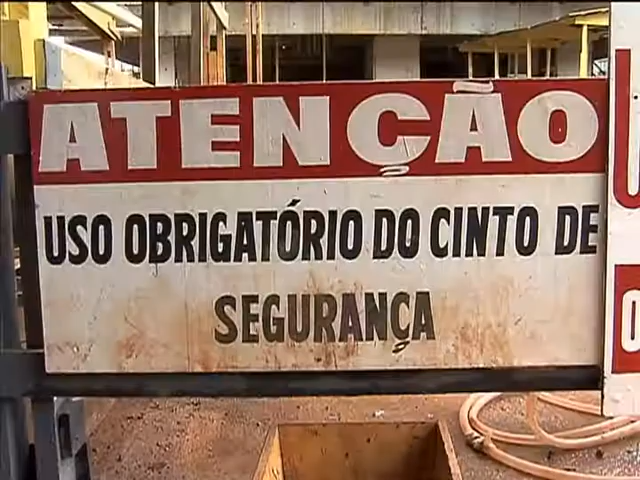 ATENÇÃO
USO OBRIGATÓRIO DO CINTO DE
SEGURANÇA